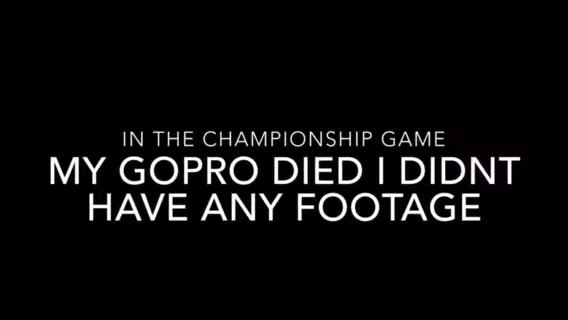 IN THE CHAMPIONSHIP GAME
MY GOPRO DIED I DIDNT
HAVE ANY FOOTAGE